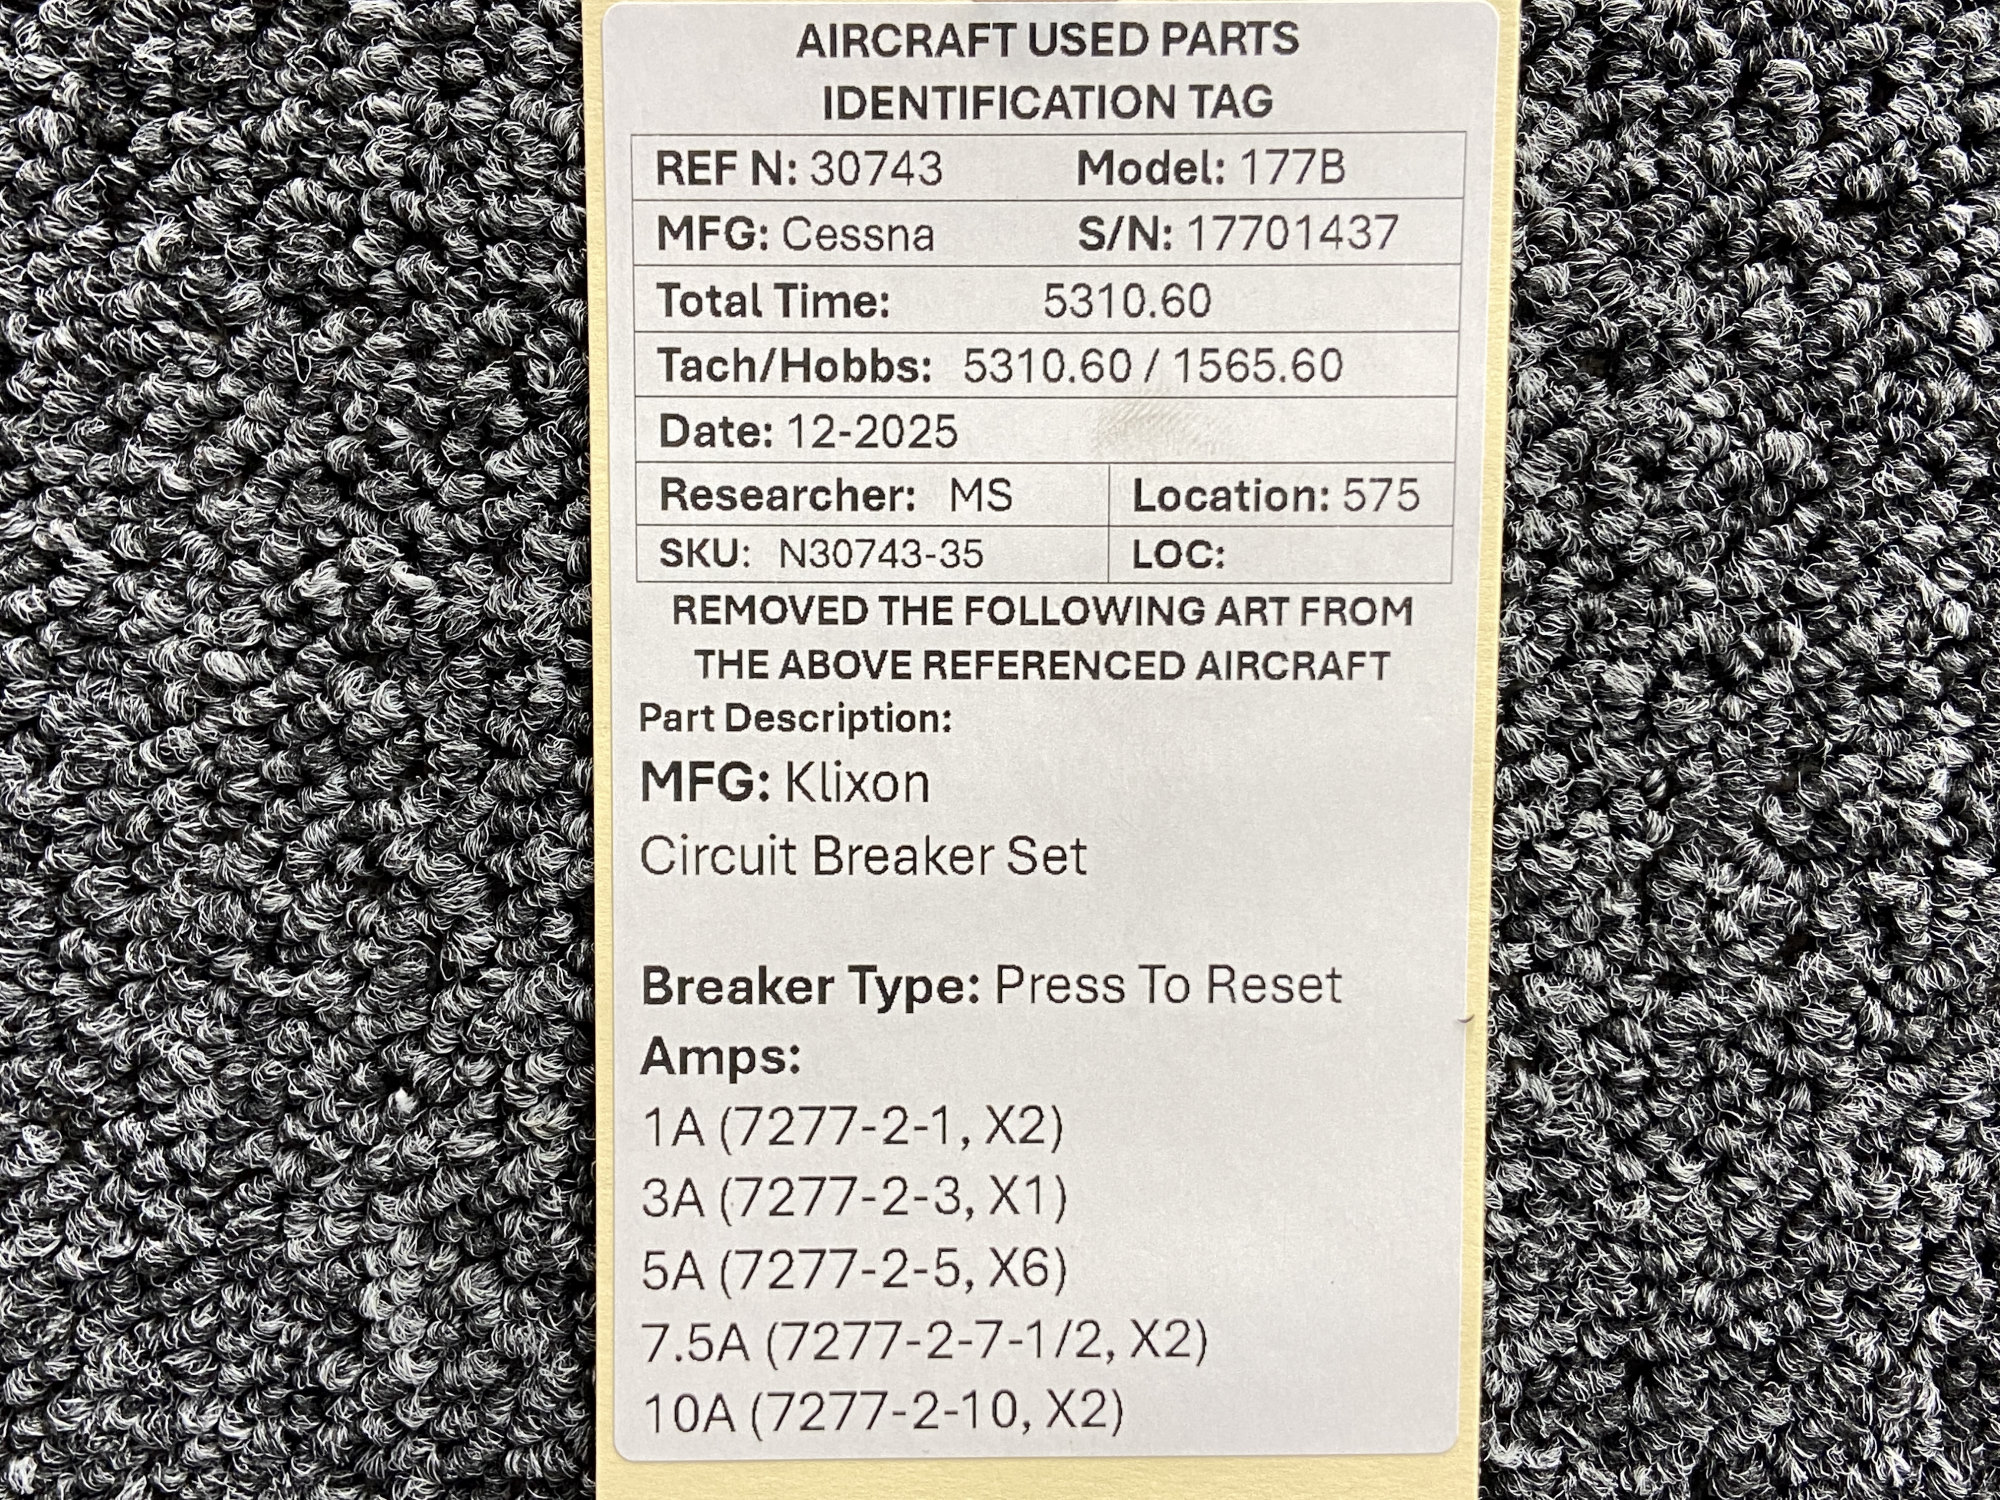 AIRCRAFT USED PARTS
IDENTIFICATION TAG
REF N: 30743 Model: 177B
MFG: Cessna S/N: 17701437
Total Time: 5310.60
Tach/Hobbs: 5310.60 / 1565.60
Date: 12-2025
Researcher: MS Location: 575
SKU: N30743-35 LOC:
REMOVED THE FOLLOWING ART FROM
THE ABOVE REFERENCED AIRCRAFT
Part Description:
MFG: Klixon
Circuit Breaker Set
Breaker Type: Press To Reset
Amps:
1A (7277-2-1, X2)
3A (7277-2-3, X1)
5A (7277-2-5, X6)
7.5A (7277-2-7-1/2, X2)
10A (7277-2-10, X2)